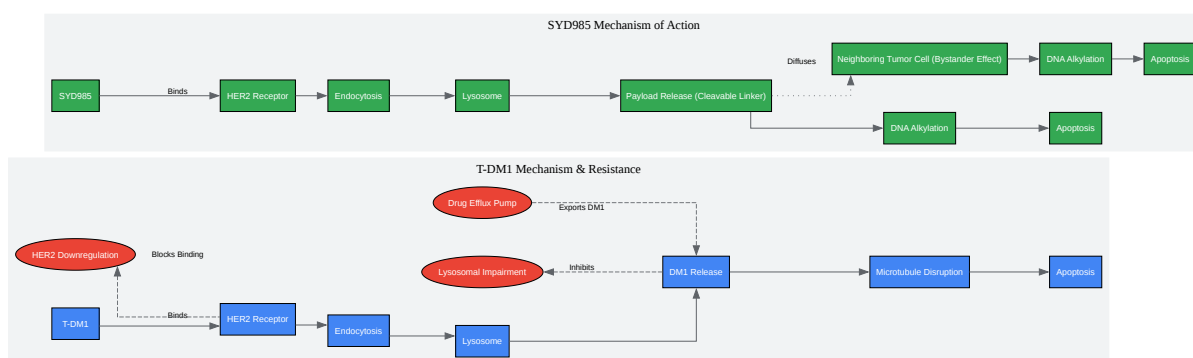 SYD985 Mechanism of Action
Diffuses
Neighboring Tumor Cell (Bystander Effect)
DNA Alkylation
Apoptosis
SYD985
Binds
HER2 Receptor
Endocytosis
Lysosome
Payload Release (Cleavable Linker)
DNA Alkylation
Apoptosis
T-DM1 Mechanism & Resistance
Drug Efflux Pump
Exports DM1
HER2 Downregulation
Blocks Binding
Lysosomal Impairment
Inhibits
DM1 Release
Microtubule Disruption
Apoptosis
T-DM1
Binds
HER2 Receptor
Endocytosis
Lysosome